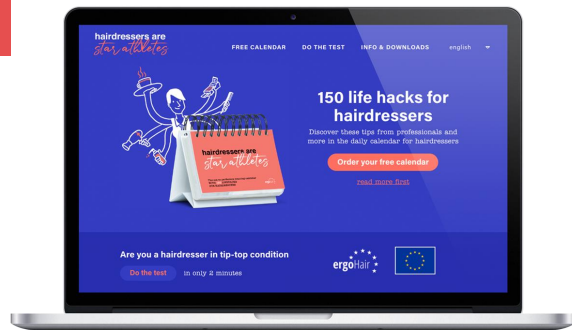 hairdressers are
star athletes
FREE CALENDAR
DO THE TEST
INFO & DOWNLOADS
english
150 life hacks for
hairdressers
Discover these tips from professionals and
more in the daily calendar for hairdressers
Order your free calendar
read more first
hairdressers are
star athletes
Are you a hairdresser in tip-top condition
Do the test
in only 2 minutes
ergoHair